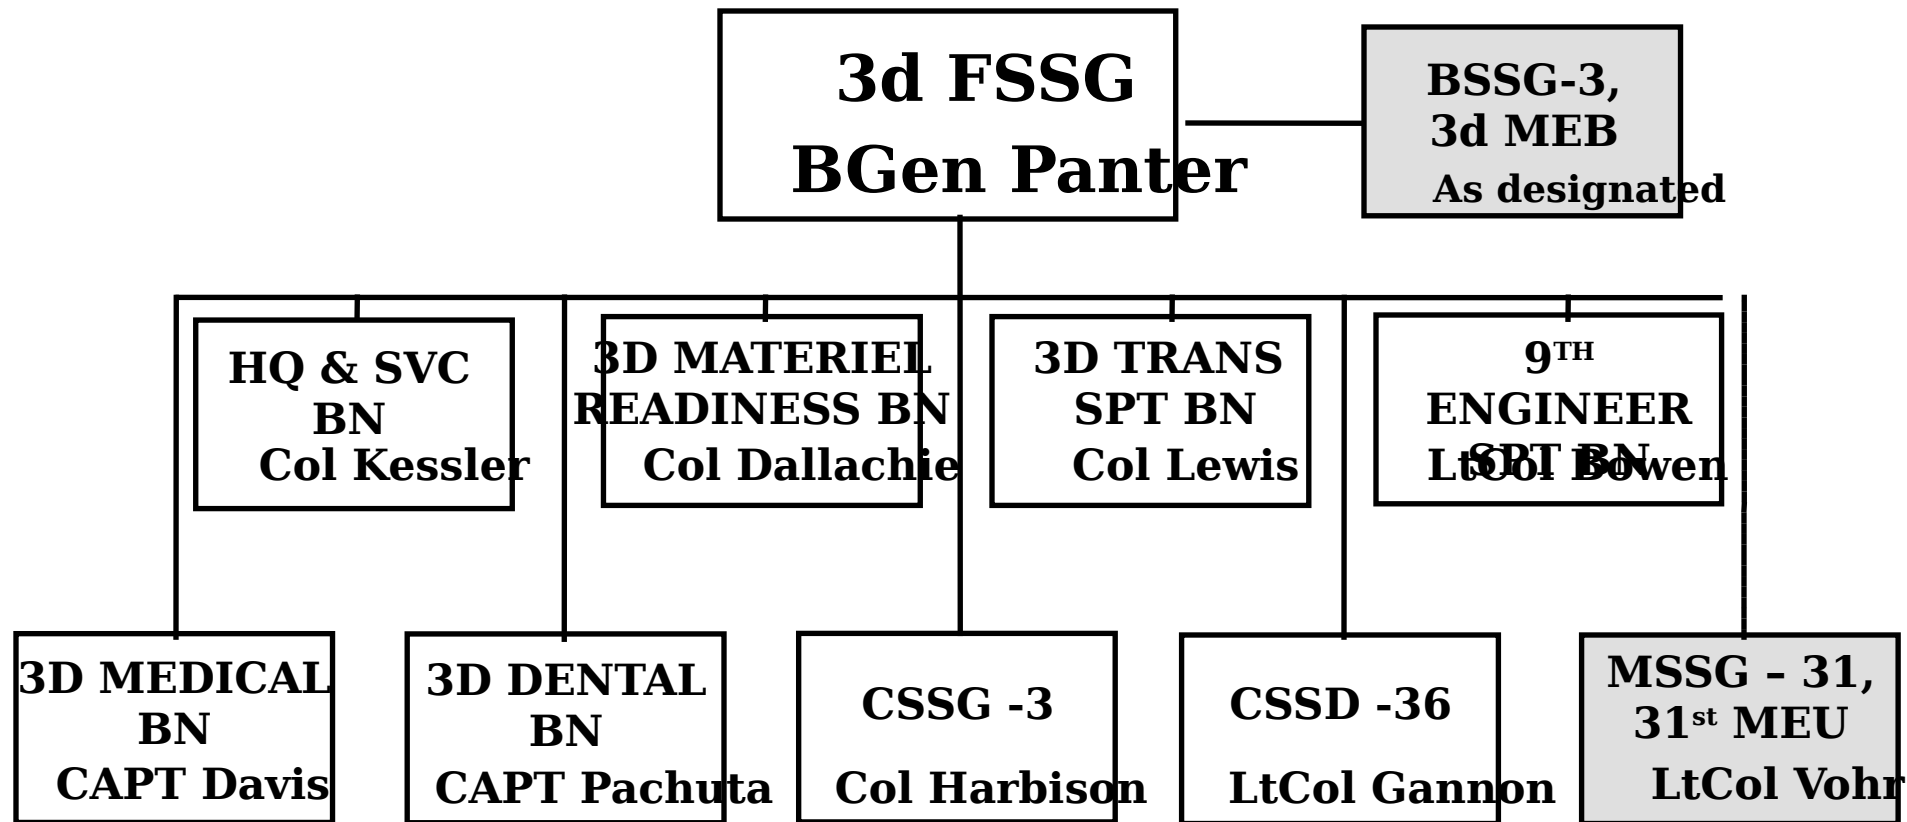 3d FSSG
BGen Panter
BSSG-3,
3d MEB
As designated
HQ & SVC
BN
Col Kessler
3D MATERIEL
READINESS BN
Col Dallachie
3D TRANS
SPT BN
Col Lewis
9TH
ENGINEER
SPT BN
LtCol Bowen
3D MEDICAL
BN
CAPT Davis
3D DENTAL
BN
CAPT Pachuta
CSSG -3
Col Harbison
CSSD -36
LtCol Gannon
MSSG – 31,
31st MEU
LtCol Vohr